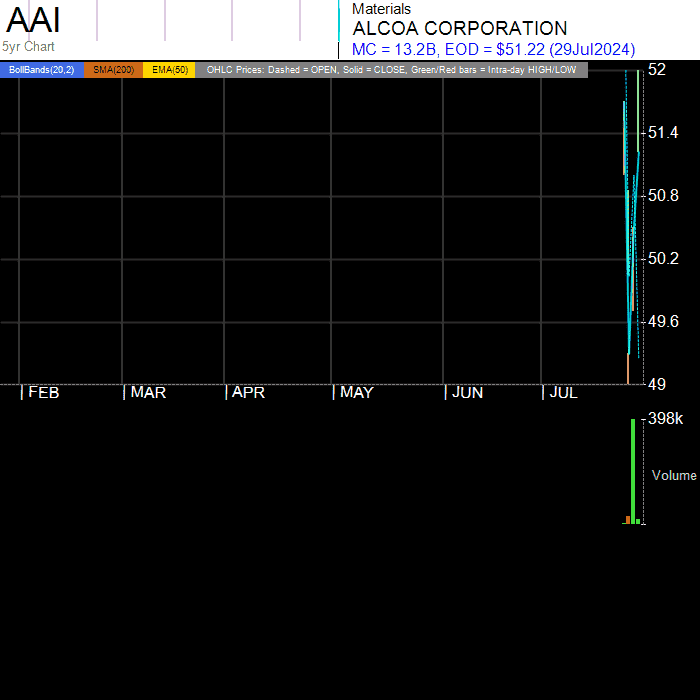 AAI
5yr Chart
Materials
ALCOA CORPORATION
MC = 13.2B, EOD = $51.22 (29Jul2024)
BollBands(20,2) SMA(200) EMA(50) OHLC Prices: Dashed = OPEN, Solid = CLOSE, Green/Red bars = Intra-day HIGH/LOW
52
51.4
50.8
50.2
49.6
49
FEB MAR APR MAY JUN JUL
398k
Volume